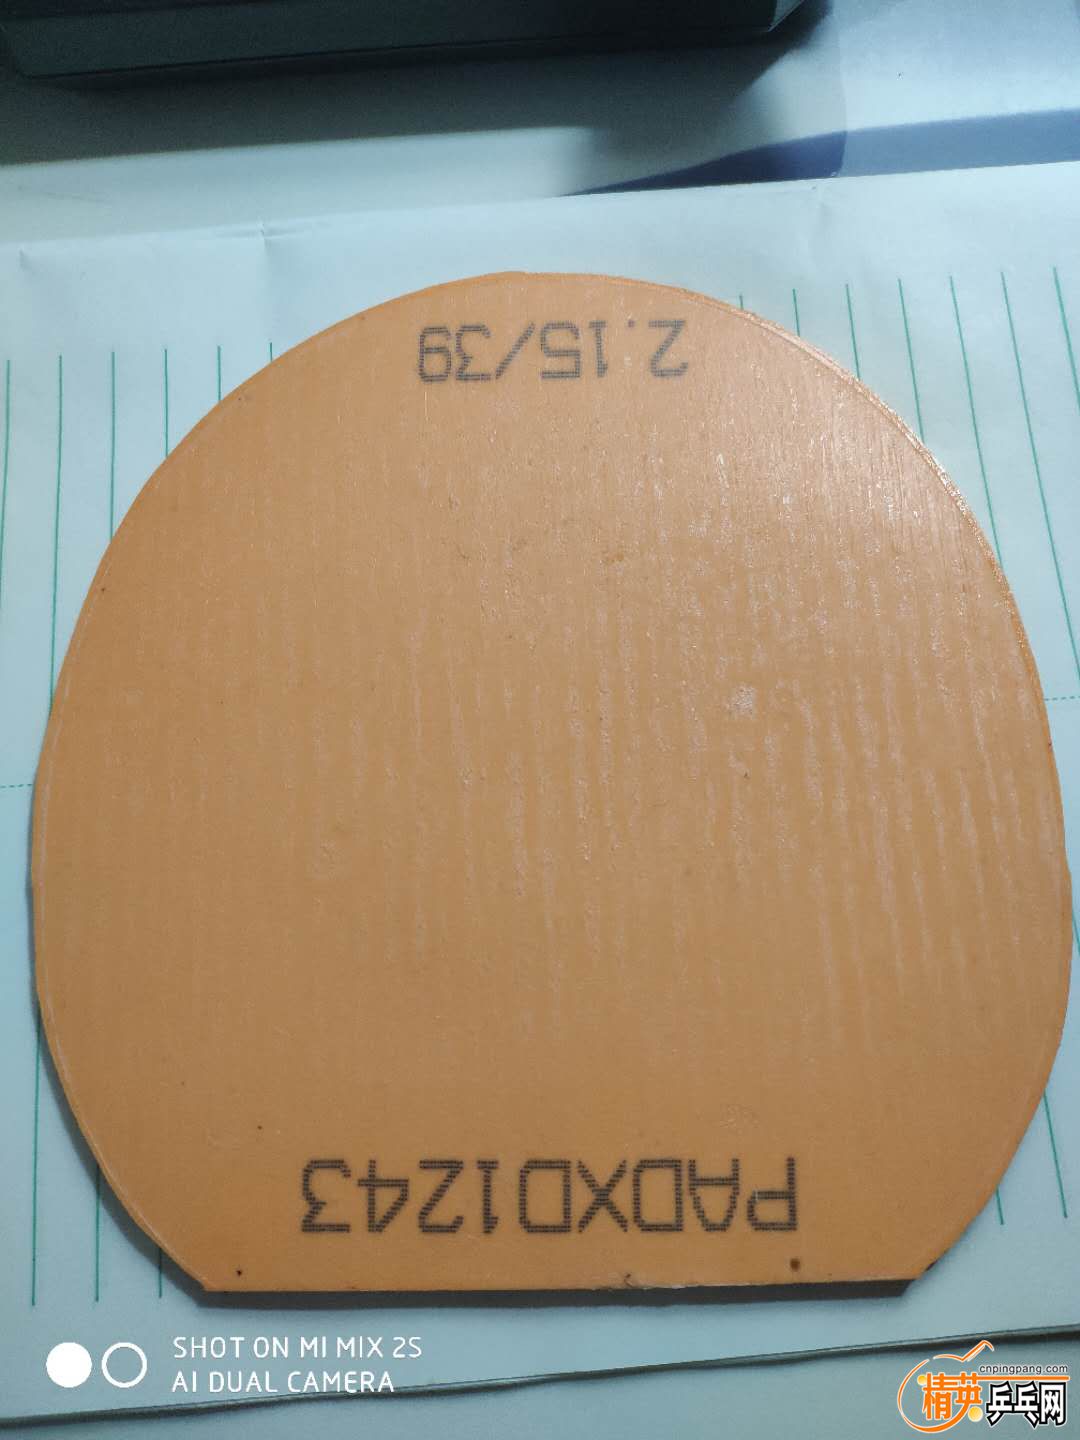 2.15/39
PADXD1243
SHOT ON MI MIX 2S
AI DUAL CAMERA
cnpingpang.com
精英乒乓网